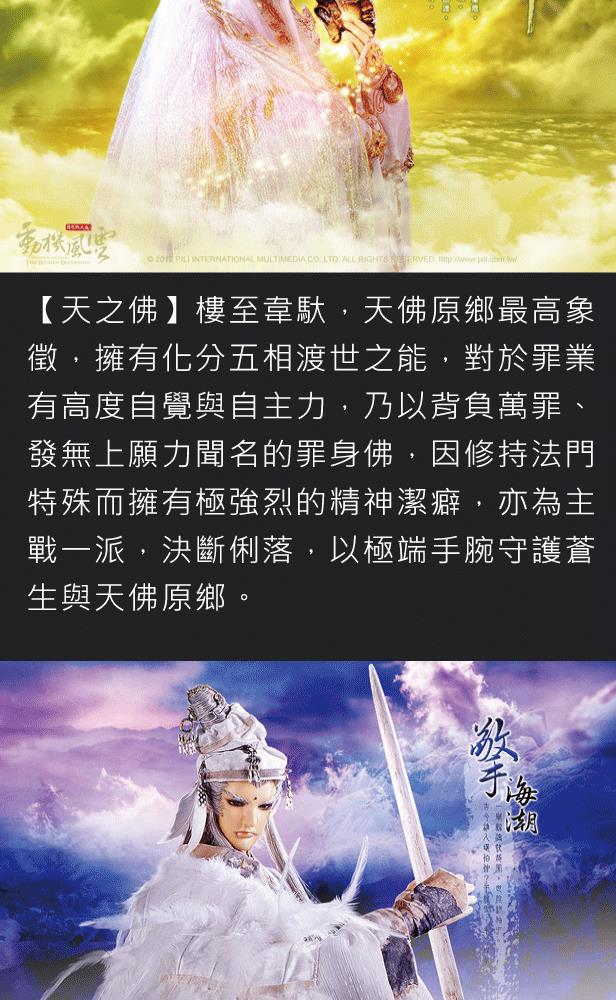 動機風雲
© 2012 PILI INTERNATIONAL MULTIMEDIA CO.,LTD. ALL RIGHTS RESERVED. http://www.pili.com.tw/
【天之佛】樓至韋馱，天佛原鄉最高象
徵，擁有化分五相渡世之能，對於罪業
有高度自覺與自主力，乃以背負萬罪、
發無上願力聞名的罪身佛，因修持法門
特殊而擁有極強烈的精神潔癖，亦為主
戰一派，決斷俐落，以極端手腕守護蒼
生與天佛原鄉。
擎海潮